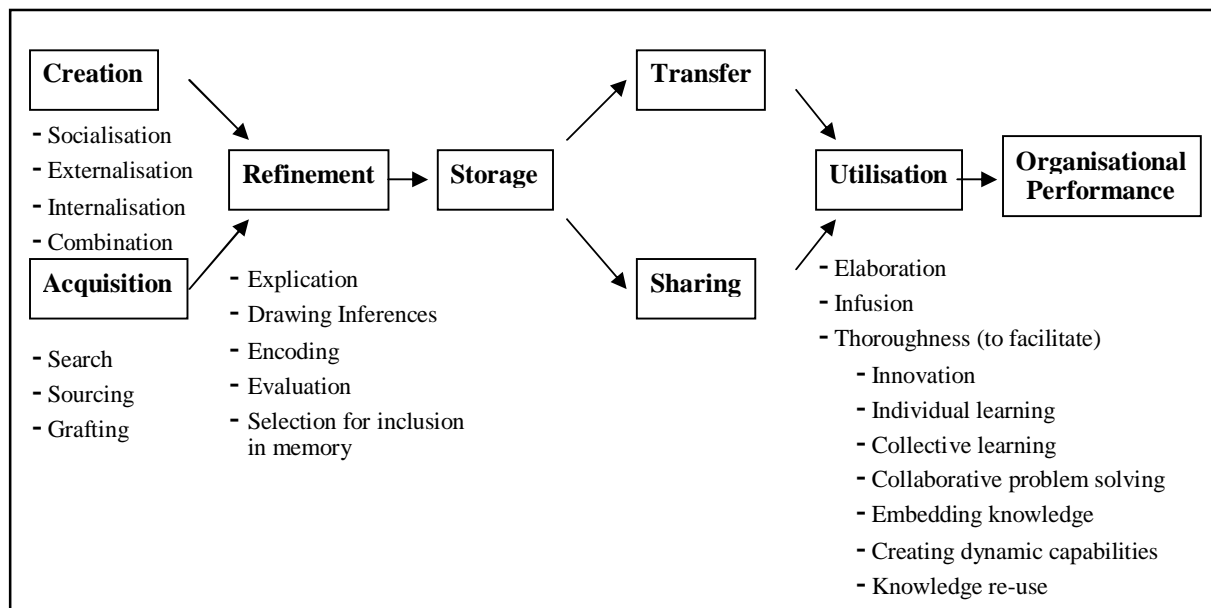 Creation
- Socialisation
- Externalisation
- Internalisation
- Combination
Acquisition
- Search
- Sourcing
- Grafting
Refinement
- Explication
- Drawing Inferences
- Encoding
- Evaluation
- Selection for inclusion
in memory
Storage
Transfer
Sharing
Utilisation
- Elaboration
- Infusion
- Thoroughness (to facilitate)
- Innovation
- Individual learning
- Collective learning
- Collaborative problem solving
- Embedding knowledge
- Creating dynamic capabilities
- Knowledge re-use
Organisational
Performance